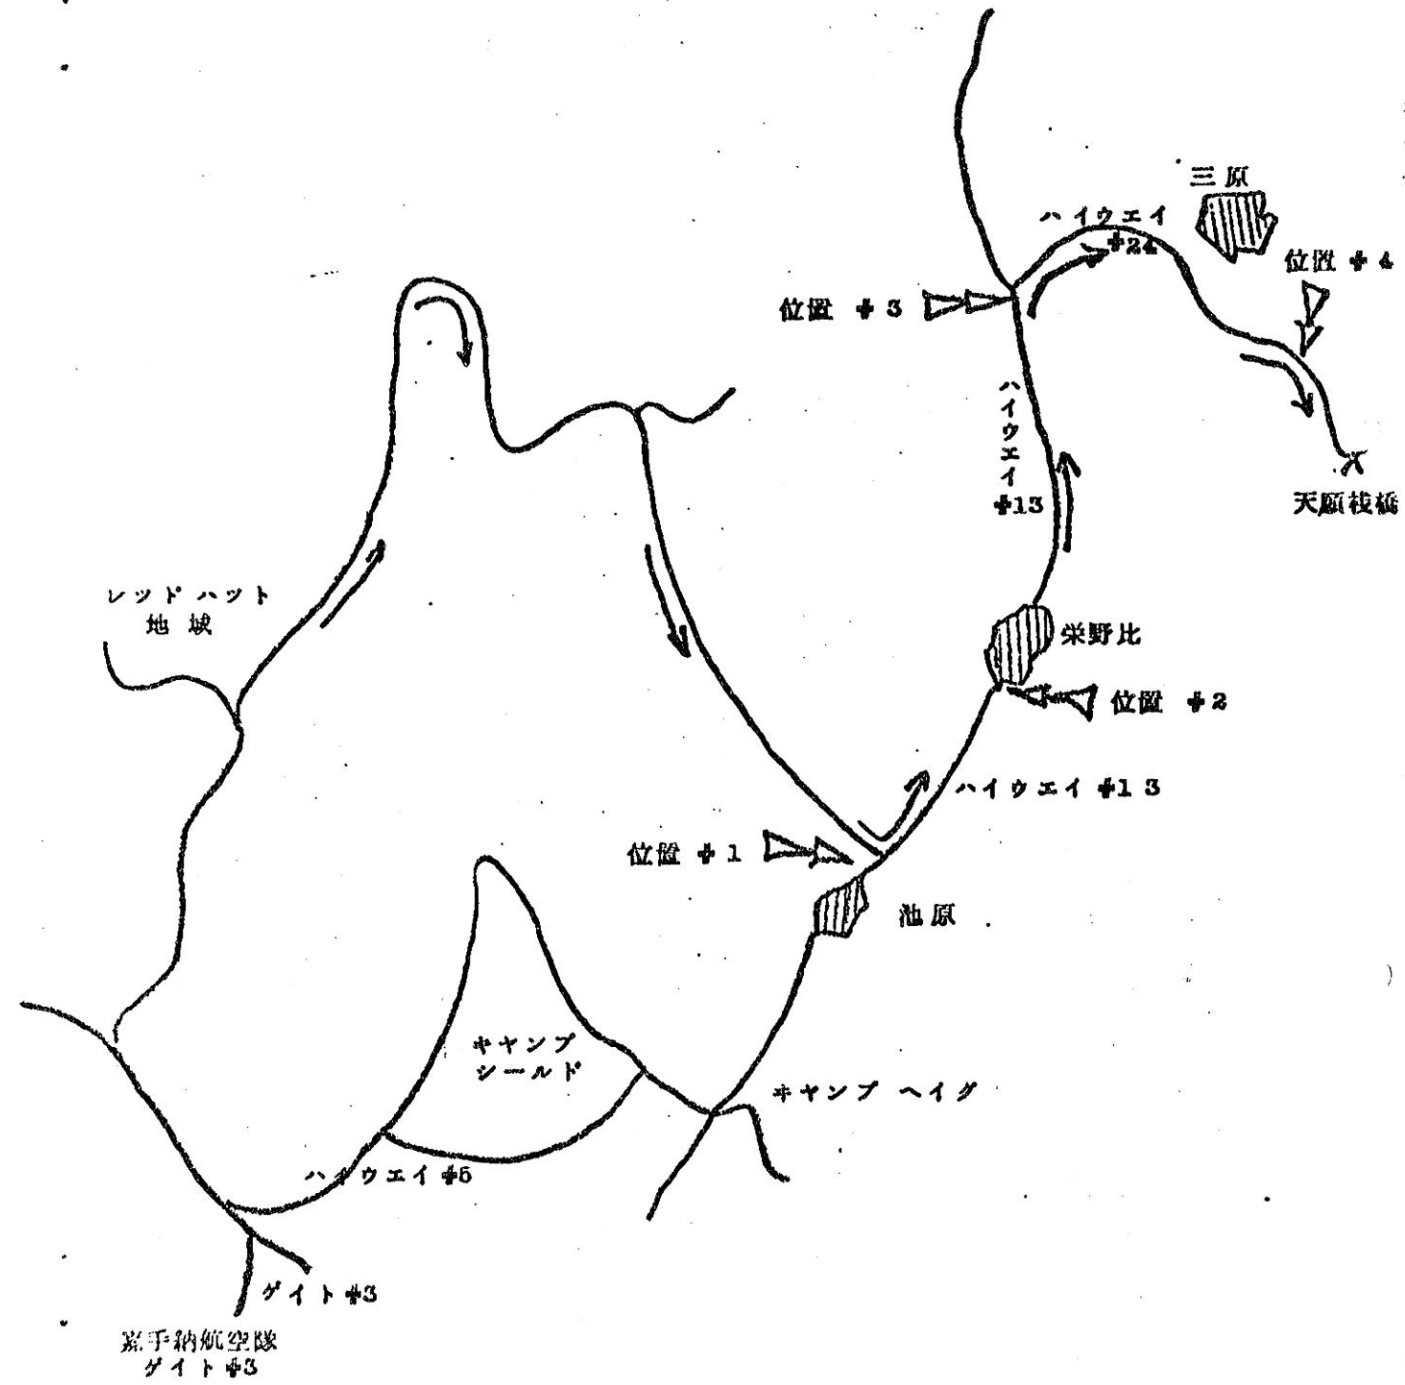 三原
ハイウエイ
#24
位置 #4
位置 #3
ハイウエイ
#13
天願桟橋
レッドハット
地域
栄野比
位置 #2
ハイウエイ #13
位置 #1
池原
キヤンプ
シールド
キヤンプ ヘイグ
ハイウエイ #5
ゲイト #3
嘉手納航空隊
ゲイト #3